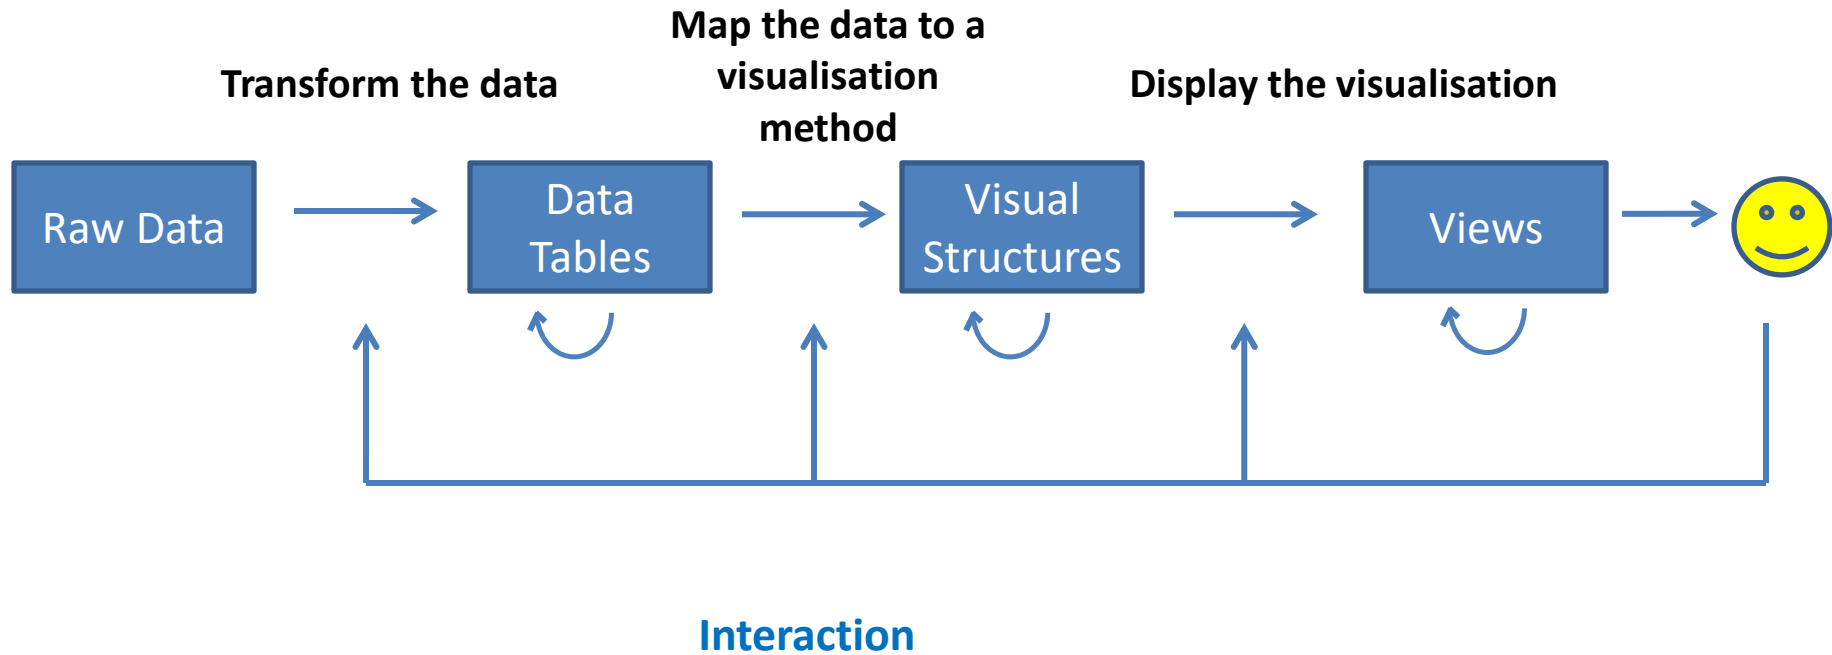 Map the data to a
visualisation
method
Transform the data
Display the visualisation
Raw Data
Data
Tables
Visual
Structures
Views
Interaction